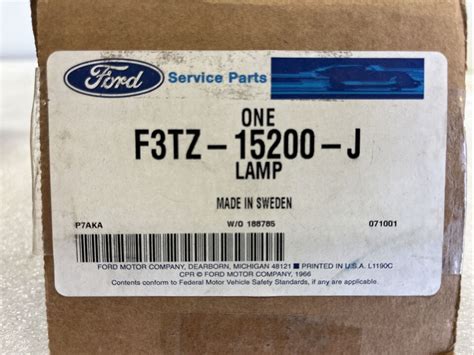 Ford Service Parts
ONE
F3TZ-15200-J
LAMP
MADE IN SWEDEN
P7AKA W/O 188785 071001
FORD MOTOR COMPANY, DEARBORN, MICHIGAN 48121 ■ PRINTED IN U.S.A. L1190C
CPR © FORD MOTOR COMPANY, 1966
Contents conform to Federal Motor Vehicle Safety Standards, if any applicable.